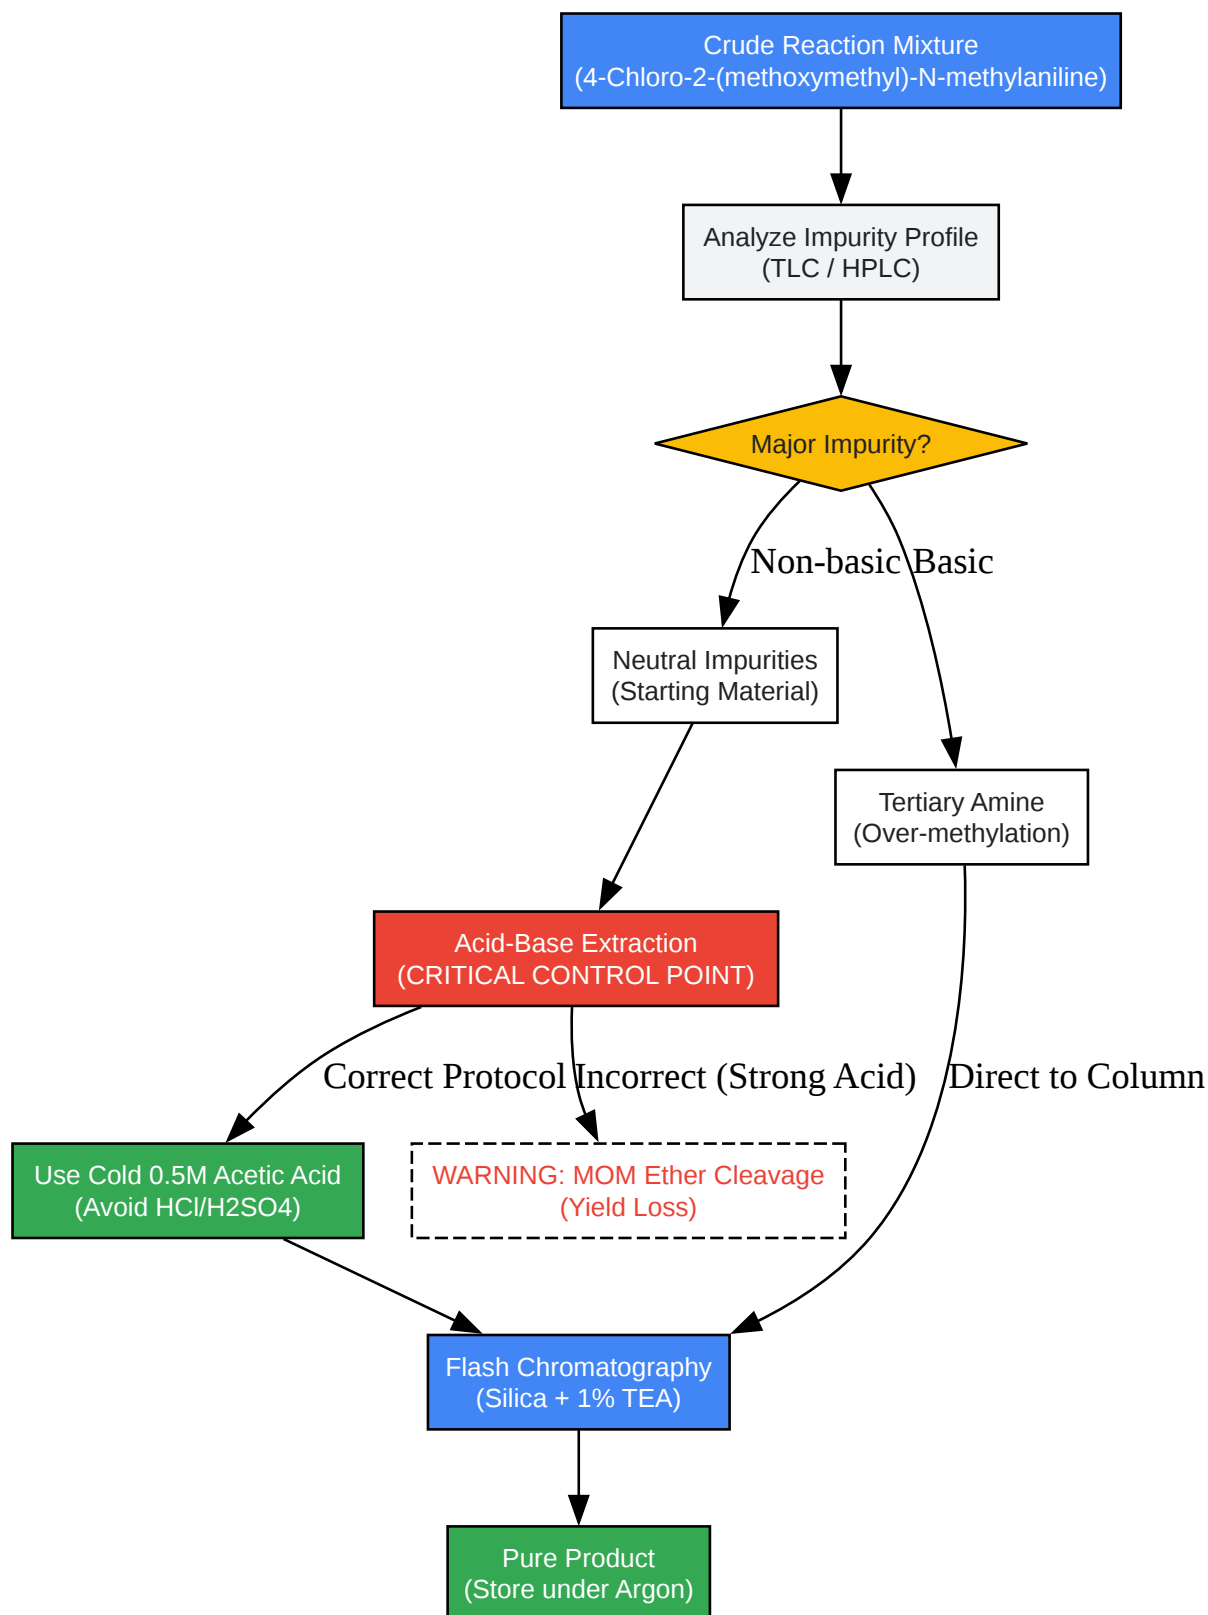 Crude Reaction Mixture
(4-Chloro-2-(methoxymethyl)-N-methylaniline)
Analyze Impurity Profile
(TLC / HPLC)
Major Impurity?
Non-basic
Basic
Neutral Impurities
(Starting Material)
Tertiary Amine
(Over-methylation)
Acid-Base Extraction
(CRITICAL CONTROL POINT)
Correct Protocol
Incorrect (Strong Acid)
Direct to Column
Use Cold 0.5M Acetic Acid
(Avoid HCl/H2SO4)
WARNING: MOM Ether Cleavage
(Yield Loss)
Flash Chromatography
(Silica + 1% TEA)
Pure Product
(Store under Argon)